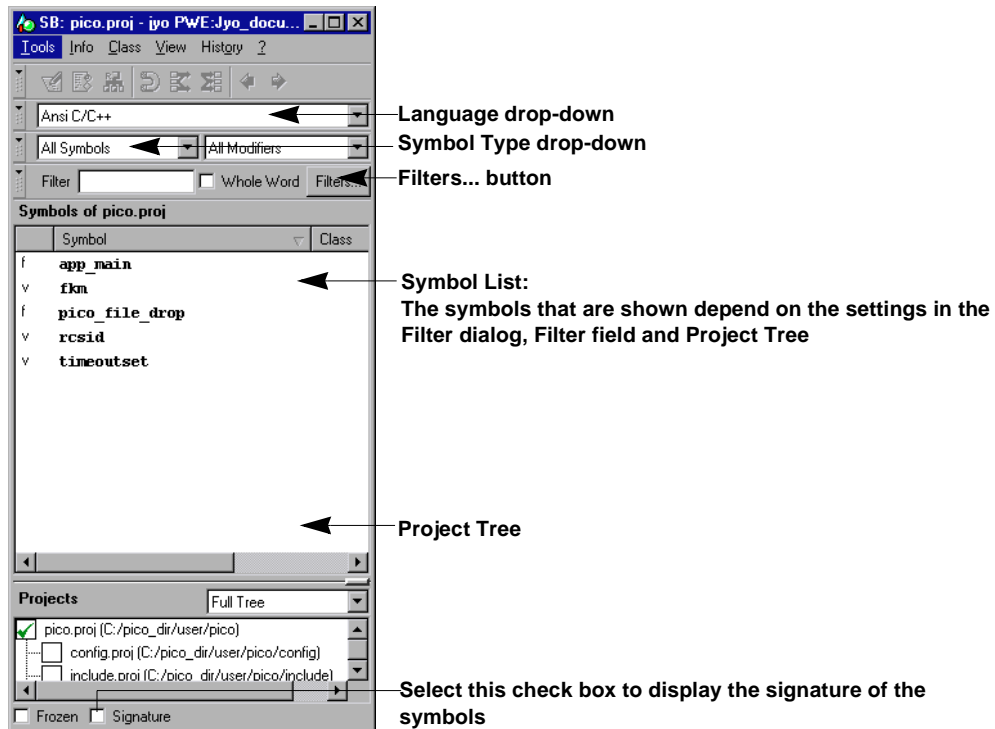 SB: pico.proj - jyo PWE:Jyo_docu...
Tools Info Class View History ?
Ansi C/C++
Language drop-down
All Symbols All Modifiers
Symbol Type drop-down
Filter Whole Word Filters...
Filters... button
Symbols of pico.proj
Symbol Class
f app_main
v fkm
f pico_file_drop
v rcsid
v timeoutset
Symbol List:
The symbols that are shown depend on the settings in the
Filter dialog, Filter field and Project Tree
Project Tree
Projects Full Tree
pico.proj (C:/pico_dir/user/pico)
config.proj (C:/pico_dir/user/pico/config)
include.proj (C:/pico_dir/user/pico/include)
Frozen Signature
Select this check box to display the signature of the
symbols